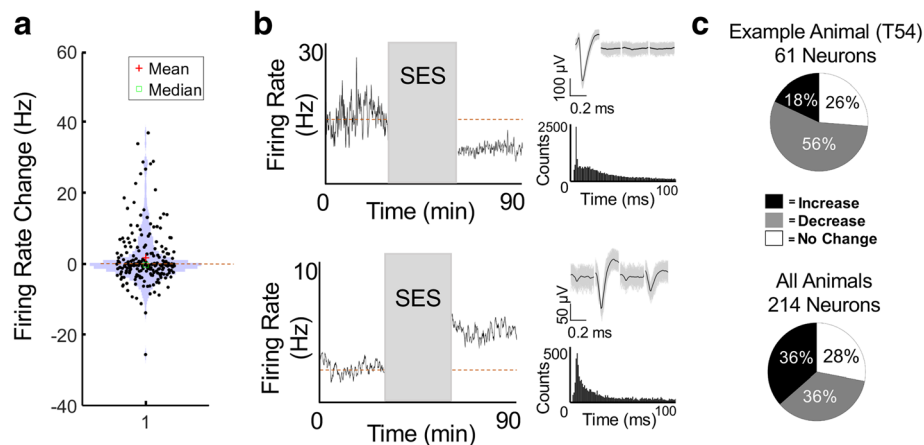 a
Firing Rate Change (Hz)
60
40
20
0
-20
-40
1
+ Mean
Median
b
Firing Rate
(Hz)
30
SES
0
90
Time (min)
100 µV
0.2 ms
Counts
2500
0
100
Time (ms)
Firing Rate
(Hz)
10
SES
0
90
Time (min)
50 µV
0.2 ms
Counts
500
0
100
Time (ms)
c
Example Animal (T54)
61 Neurons
18%
26%
56%
= Increase
= Decrease
= No Change
All Animals
214 Neurons
36%
28%
36%